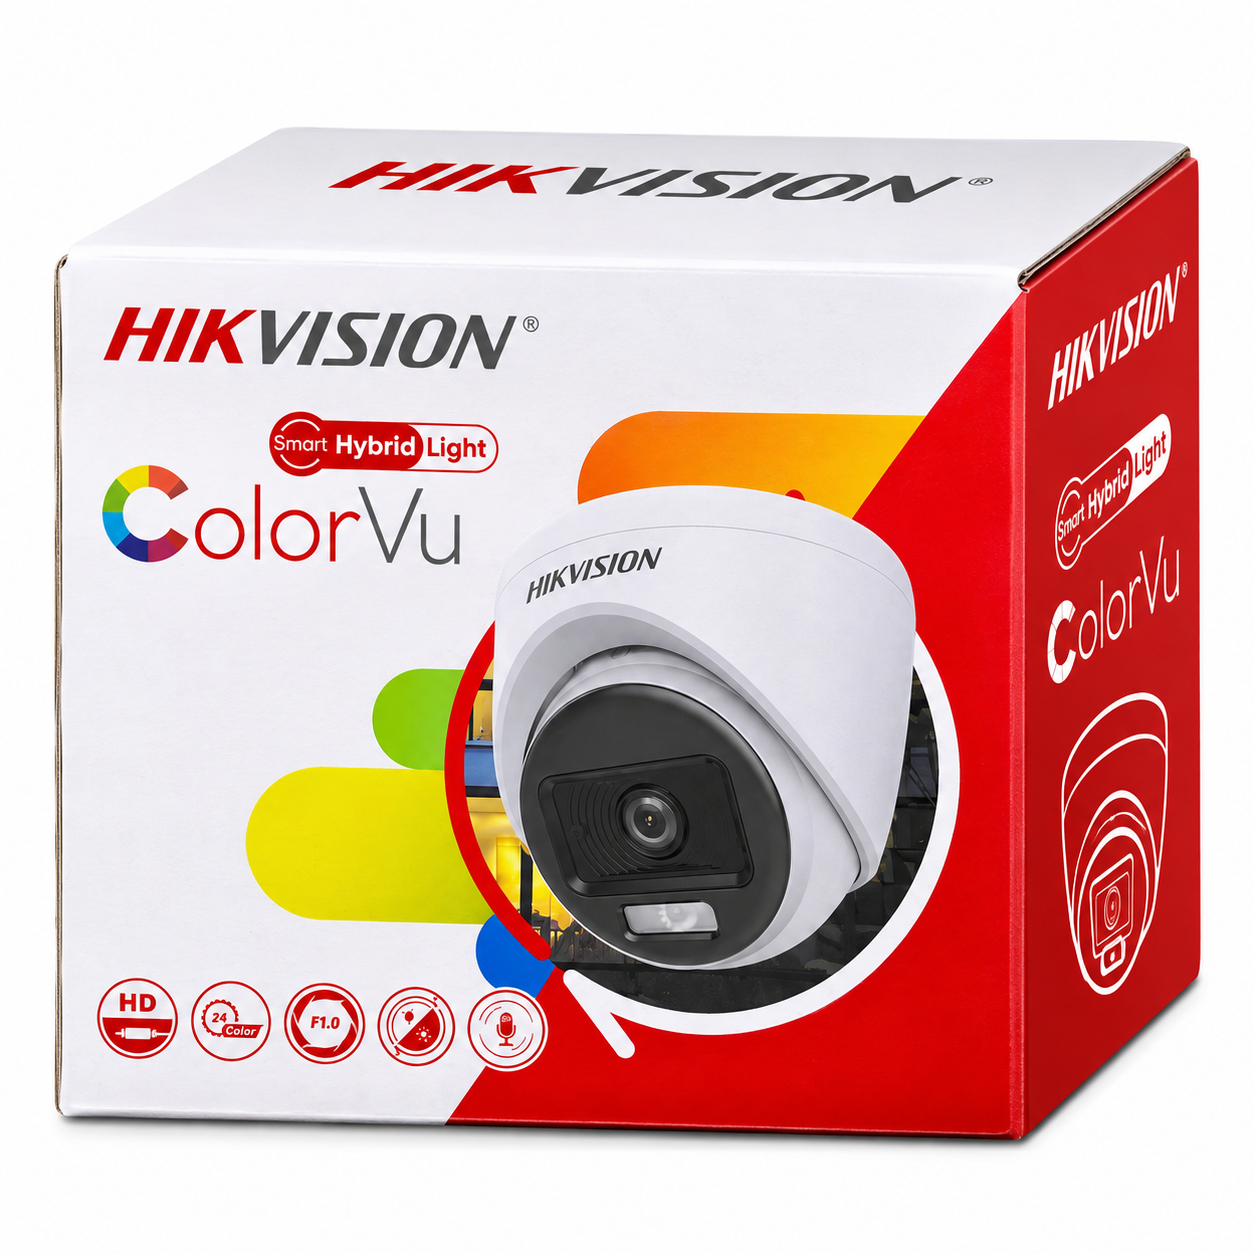 HIKVISION®
HIKVISION®
Smart Hybrid Light
ColorVu
HIKVISION
HD
24
Color
F1.0
HIKVISION®
Smart Hybrid Light
ColorVu